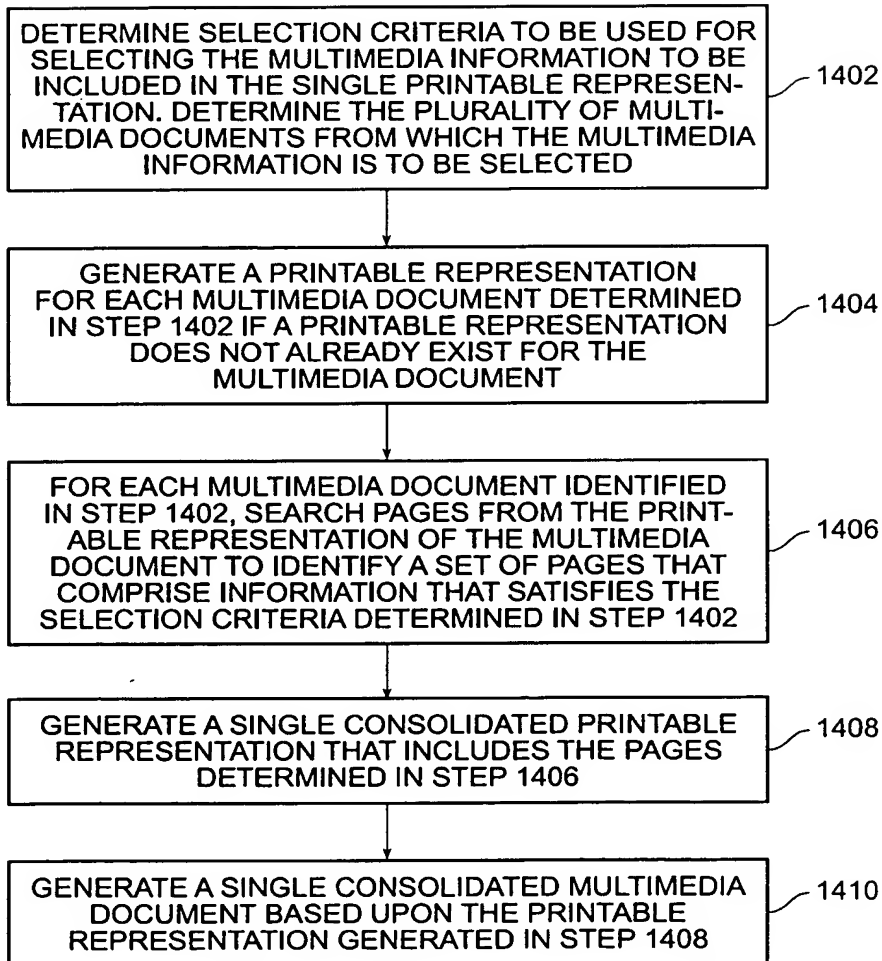 DETERMINE SELECTION CRITERIA TO BE USED FOR
SELECTING THE MULTIMEDIA INFORMATION TO BE
INCLUDED IN THE SINGLE PRINTABLE REPRESEN-
TATION. DETERMINE THE PLURALITY OF MULTI-
MEDIA DOCUMENTS FROM WHICH THE MULTIMEDIA
INFORMATION IS TO BE SELECTED
1402
GENERATE A PRINTABLE REPRESENTATION
FOR EACH MULTIMEDIA DOCUMENT DETERMINED
IN STEP 1402 IF A PRINTABLE REPRESENTATION
DOES NOT ALREADY EXIST FOR THE
MULTIMEDIA DOCUMENT
1404
FOR EACH MULTIMEDIA DOCUMENT IDENTIFIED
IN STEP 1402, SEARCH PAGES FROM THE PRINT-
ABLE REPRESENTATION OF THE MULTIMEDIA
DOCUMENT TO IDENTIFY A SET OF PAGES THAT
COMPRISE INFORMATION THAT SATISFIES THE
SELECTION CRITERIA DETERMINED IN STEP 1402
1406
GENERATE A SINGLE CONSOLIDATED PRINTABLE
REPRESENTATION THAT INCLUDES THE PAGES
DETERMINED IN STEP 1406
1408
GENERATE A SINGLE CONSOLIDATED MULTIMEDIA
DOCUMENT BASED UPON THE PRINTABLE
REPRESENTATION GENERATED IN STEP 1408
1410